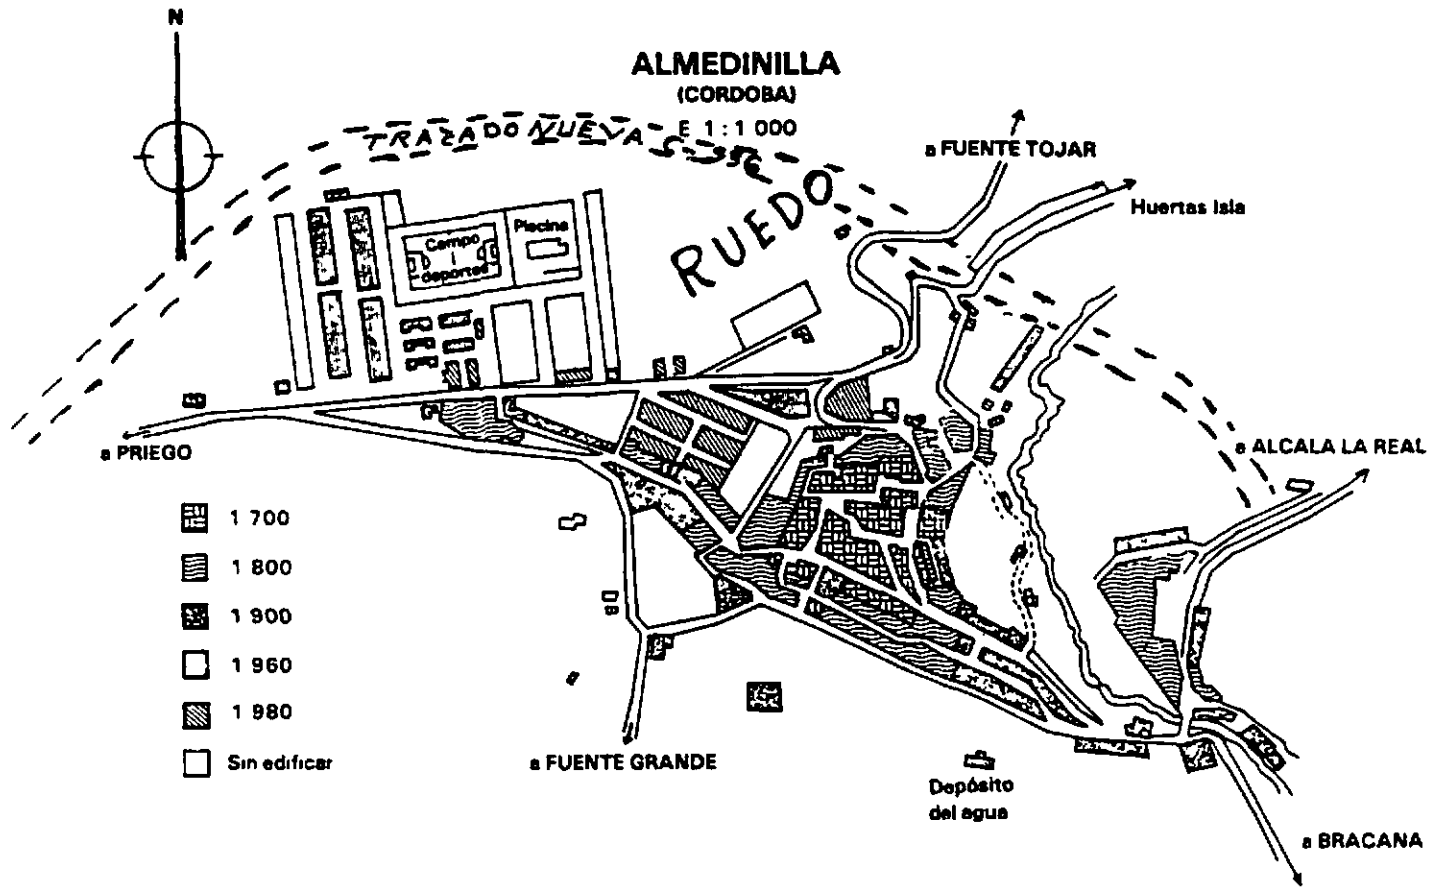 N
ALMEDINILLA
(CORDOBA)
E 1:1 000
TRAZADO NUEVA C-336
RUEDO
a FUENTE TOJAR
Huertas Isla
Campo
deportes
Piscina
a PRIEGO
a ALCALA LA REAL
1 700
1 800
1 900
1 960
1 980
Sin edificar
a FUENTE GRANDE
Depósito
del agua
a BRACANA